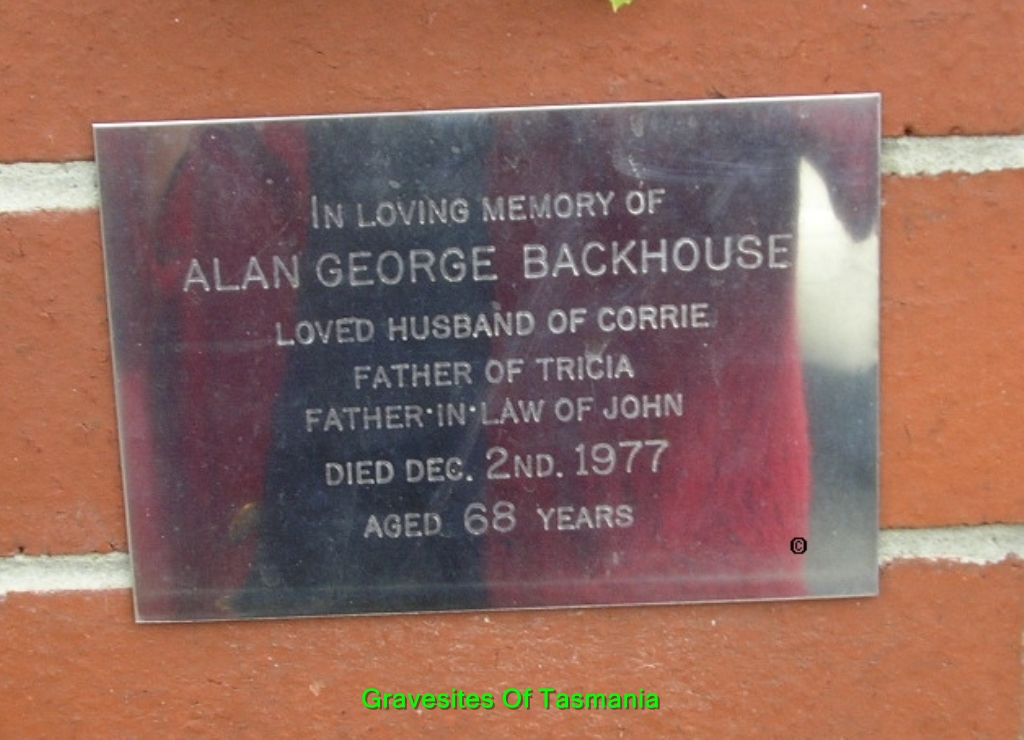 IN LOVING MEMORY OF
ALAN GEORGE BACKHOUSE
LOVED HUSBAND OF CORRIE
FATHER OF TRICIA
FATHER·IN·LAW OF JOHN
DIED DEC. 2ND. 1977
AGED 68 YEARS
©
Gravesites Of Tasmania